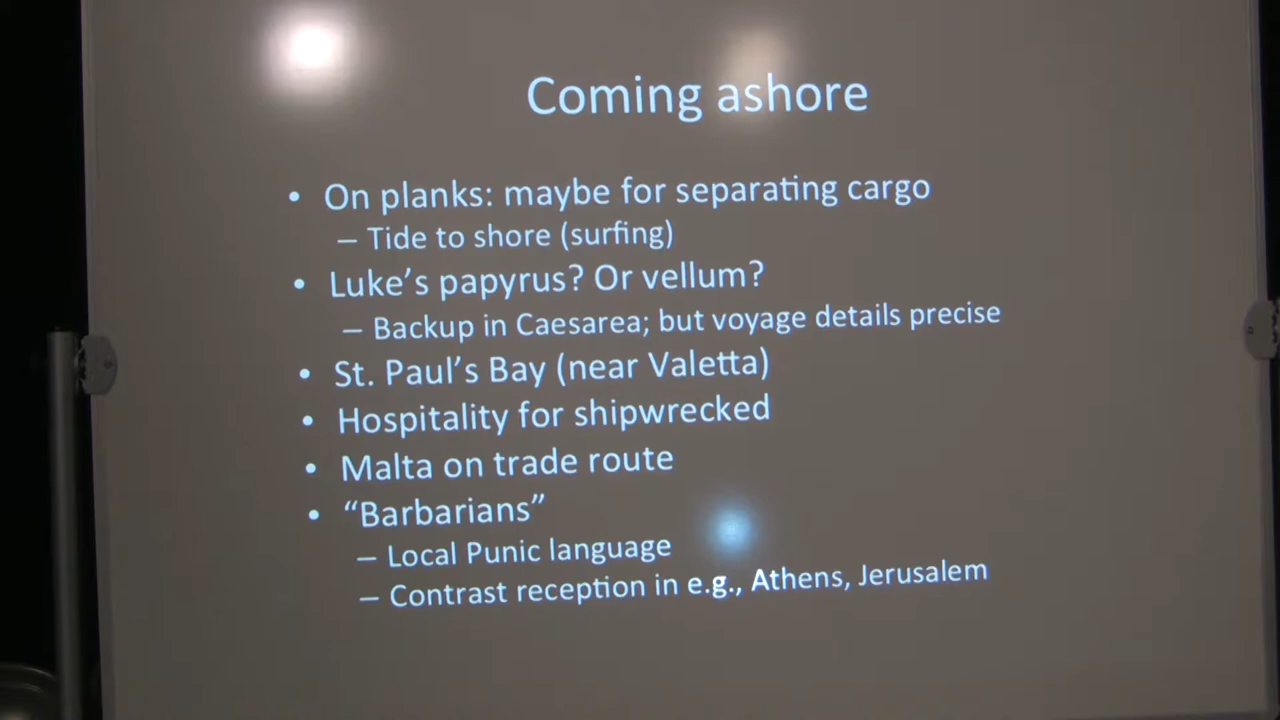 Coming ashore
• On planks: maybe for separating cargo
– Tide to shore (surfing)
• Luke’s papyrus? Or vellum?
– Backup in Caesarea; but voyage details precise
• St. Paul’s Bay (near Valetta)
• Hospitality for shipwrecked
• Malta on trade route
• “Barbarians”
– Local Punic language
– Contrast reception in e.g., Athens, Jerusalem